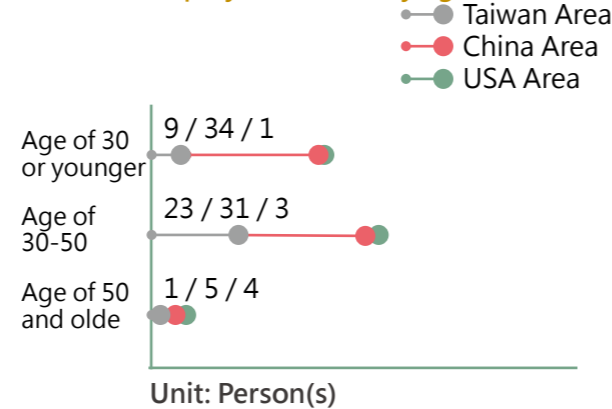 Taiwan Area
China Area
USA Area
9 / 34 / 1
Age of 30
or younger
23 / 31 / 3
Age of
30-50
1 / 5 / 4
Age of 50
and olde
Unit: Person(s)